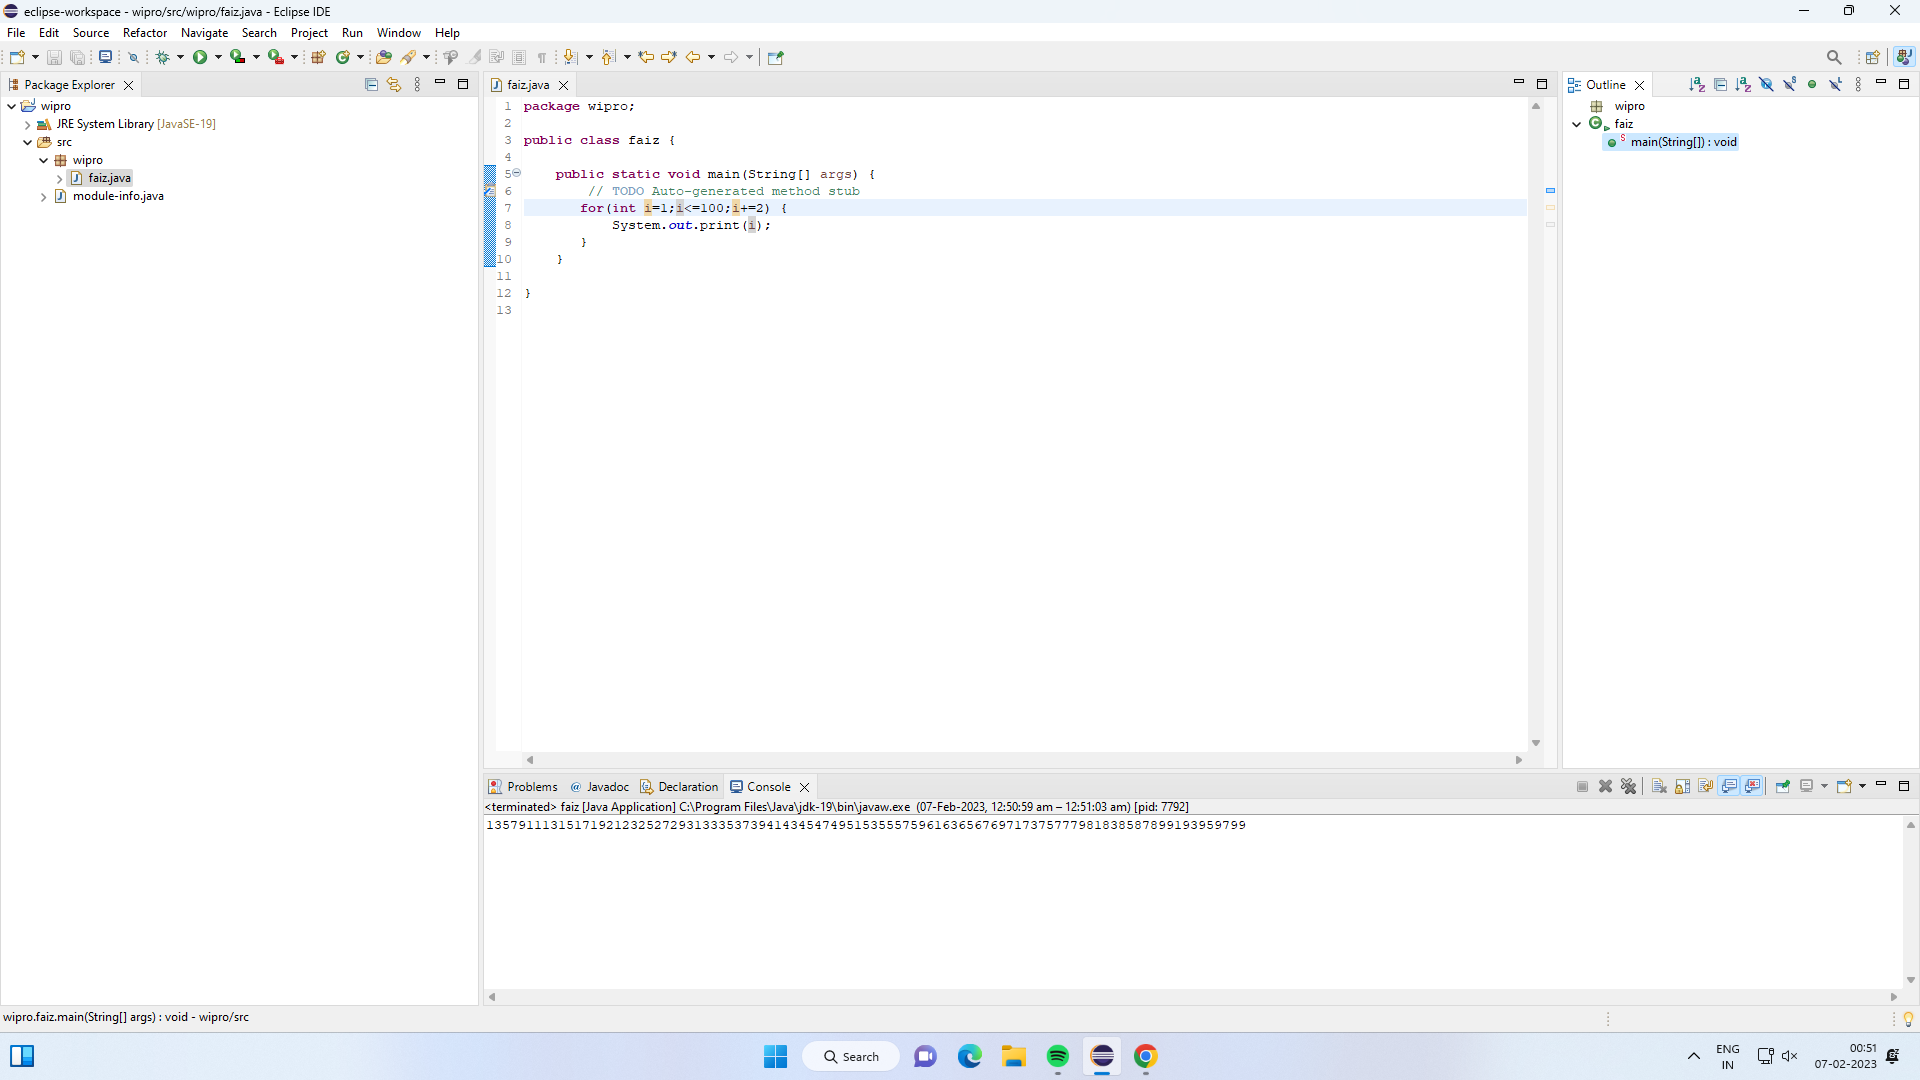 eclipse-workspace - wipro/src/wipro/faiz.java - Eclipse IDE
File Edit Source Refactor Navigate Search Project Run Window Help
Package Explorer
wipro
JRE System Library [JavaSE-19]
src
wipro
faiz.java
module-info.java
faiz.java
1 package wipro;
2
3 public class faiz {
4
5 public static void main(String[] args) {
6 // TODO Auto-generated method stub
7 for(int i=1;i<=100;i+=2) {
8 System.out.print(i);
9 }
10 }
11
12 }
13
Outline
wipro
faiz
main(String[]) : void
Problems Javadoc Declaration Console
<terminated> faiz [Java Application] C:\Program Files\Java\jdk-19\bin\javaw.exe (07-Feb-2023, 12:50:59 am – 12:51:03 am) [pid: 7792]
13579111315171921232527293133353739414345474951535557596163656769717375777981838587899193959799
wipro.faiz.main(String[] args) : void - wipro/src
Search
ENG
IN
00:51
07-02-2023